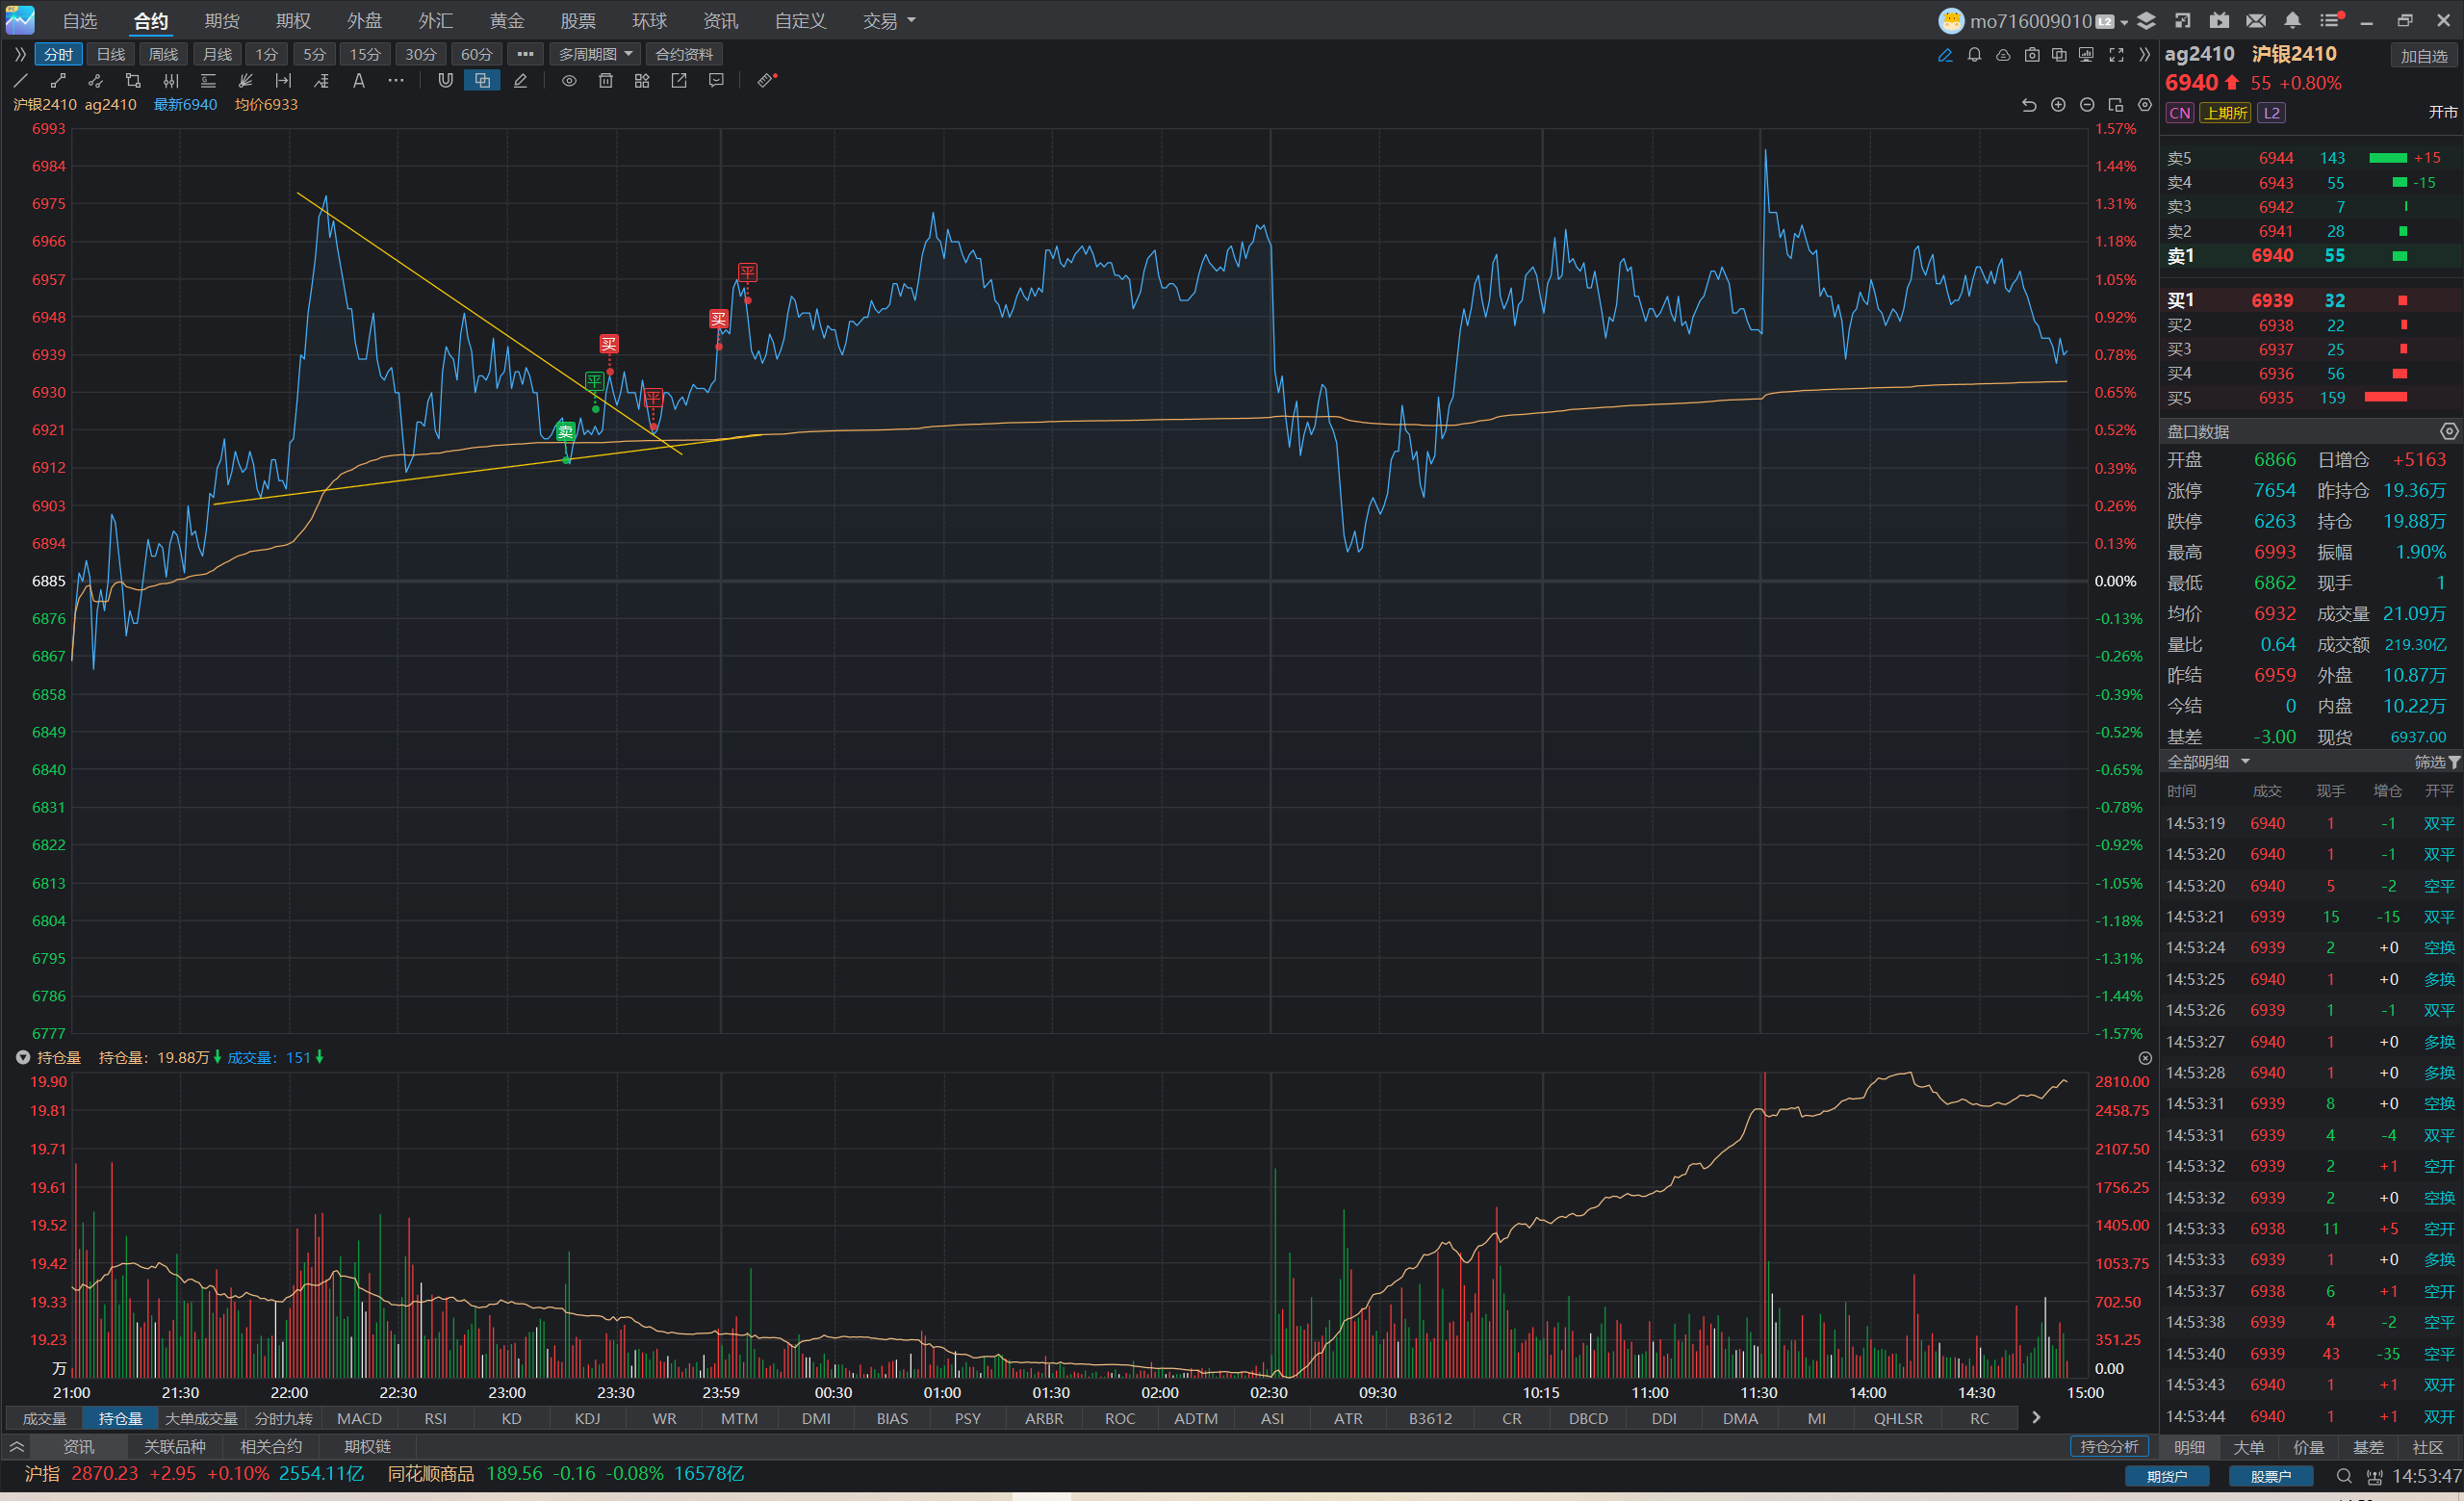 自选 合约 期货 期权 外盘 外汇 黄金 股票 环球 资讯 自定义 交易 mo716009010 L2
分时 日线 周线 月线 1分 5分 15分 30分 60分 ••• 多周期图 合约资料
沪银2410 ag2410 最新6940 均价6933
6993 1.57%
6984 1.44%
6975 1.31%
6966 1.18%
6957 1.05%
6948 0.92%
6939 0.78%
6930 0.65%
6921 0.52%
6912 0.39%
6903 0.26%
6894 0.13%
6885 0.00%
6876 -0.13%
6867 -0.26%
6858 -0.39%
6849 -0.52%
6840 -0.65%
6831 -0.78%
6822 -0.92%
6813 -1.05%
6804 -1.18%
6795 -1.31%
6786 -1.44%
6777 -1.57%
卖 平 买 平 买 平
持仓量 持仓量: 19.88万 成交量: 151
19.90 2810.00
19.81 2458.75
19.71 2107.50
19.61 1756.25
19.52 1405.00
19.42 1053.75
19.33 702.50
19.23 351.25
万 0.00
21:00 21:30 22:00 22:30 23:00 23:30 23:59 00:30 01:00 01:30 02:00 02:30 09:30 10:15 11:00 11:30 14:00 14:30 15:00
成交量 持仓量 大单成交量 分时九转 MACD RSI KD KDJ WR MTM DMI BIAS PSY ARBR ROC ADTM ASI ATR B3612 CR DBCD DDI DMA MI QHLSR RC
资讯 关联品种 相关合约 期权链 持仓分析
沪指 2870.23 +2.95 +0.10% 2554.11亿 同花顺商品 189.56 -0.16 -0.08% 16578亿
ag2410 沪银2410 加自选
6940 55 +0.80%
CN 上期所 L2 开市
卖5 6944 143 +15
卖4 6943 55 -15
卖3 6942 7
卖2 6941 28
卖1 6940 55
买1 6939 32
买2 6938 22
买3 6937 25
买4 6936 56
买5 6935 159
盘口数据
开盘 6866 日增仓 +5163
涨停 7654 昨持仓 19.36万
跌停 6263 持仓 19.88万
最高 6993 振幅 1.90%
最低 6862 现手 1
均价 6932 成交量 21.09万
量比 0.64 成交额 219.30亿
昨结 6959 外盘 10.87万
今结 0 内盘 10.22万
基差 -3.00 现货 6937.00
全部明细 筛选
时间 成交 现手 增仓 开平
14:53:19 6940 1 -1 双平
14:53:20 6940 1 -1 双平
14:53:20 6940 5 -2 空平
14:53:21 6939 15 -15 双平
14:53:24 6939 2 +0 空换
14:53:25 6940 1 +0 多换
14:53:26 6939 1 -1 双平
14:53:27 6940 1 +0 多换
14:53:28 6940 1 +0 多换
14:53:31 6939 8 +0 空换
14:53:31 6939 4 -4 双平
14:53:32 6939 2 +1 空开
14:53:32 6939 2 +0 空换
14:53:33 6938 11 +5 空开
14:53:33 6939 1 +0 多换
14:53:37 6938 6 +1 空开
14:53:38 6939 4 -2 空平
14:53:40 6939 43 -35 空平
14:53:43 6940 1 +1 双开
14:53:44 6940 1 +1 双开
明细 大单 价量 基差 社区
期货户 股票户 14:53:47